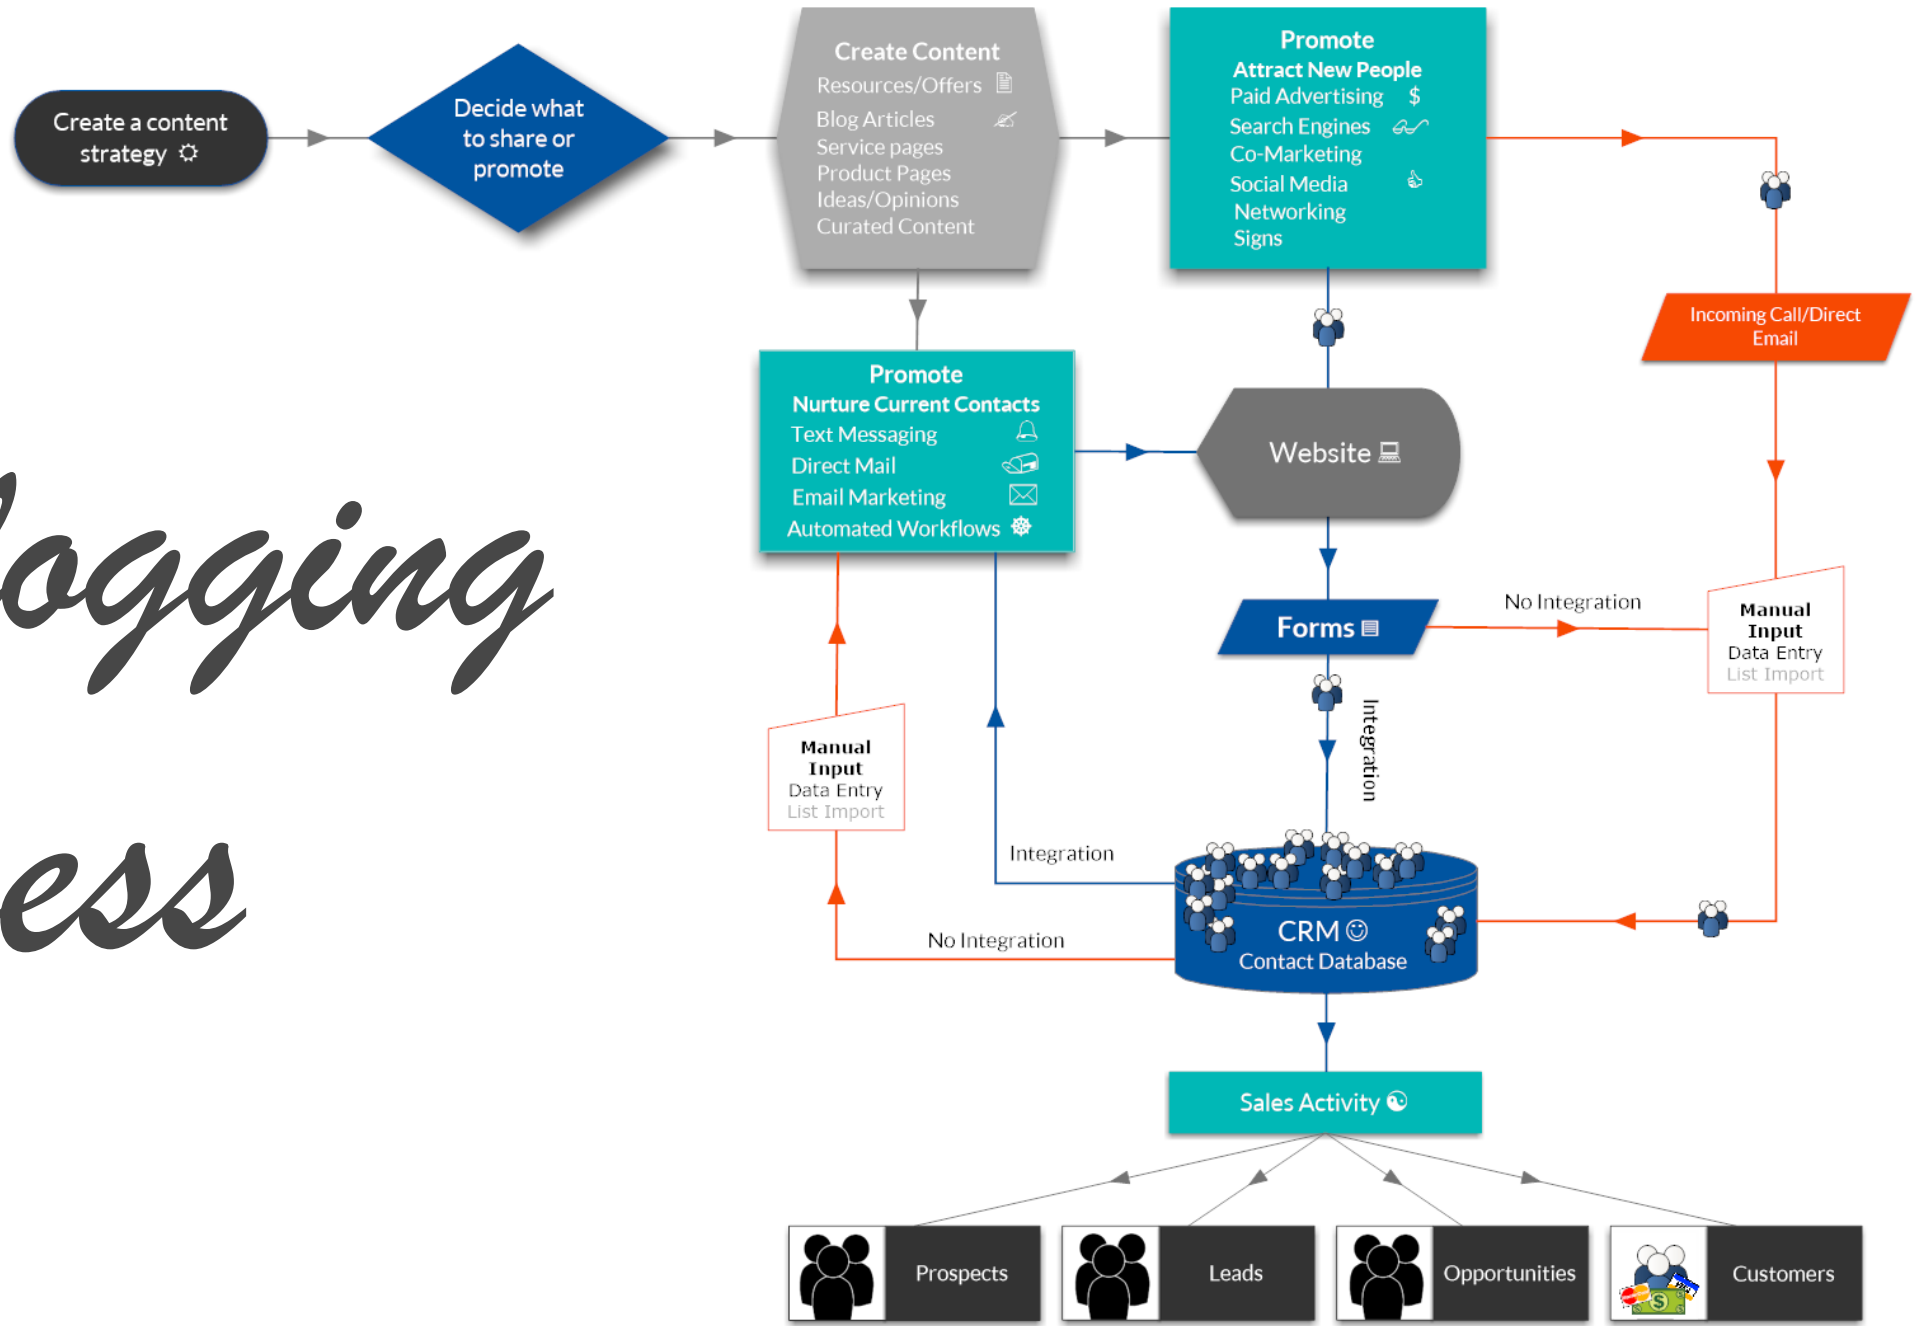 Create a content
strategy
Decide what
to share or
promote
Create Content
Resources/Offers
Blog Articles
Service pages
Product Pages
Ideas/Opinions
Curated Content
Promote
Attract New People
Paid Advertising $
Search Engines
Co-Marketing
Social Media
Networking
Signs
Incoming Call/Direct
Email
Promote
Nurture Current Contacts
Text Messaging
Direct Mail
Email Marketing
Automated Workflows
Website
logging
Forms
No Integration
Manual
Input
Data Entry
List Import
Integration
Manual
Input
Data Entry
List Import
Integration
ess
No Integration
CRM
Contact Database
Sales Activity
Prospects
Leads
Opportunities
Customers